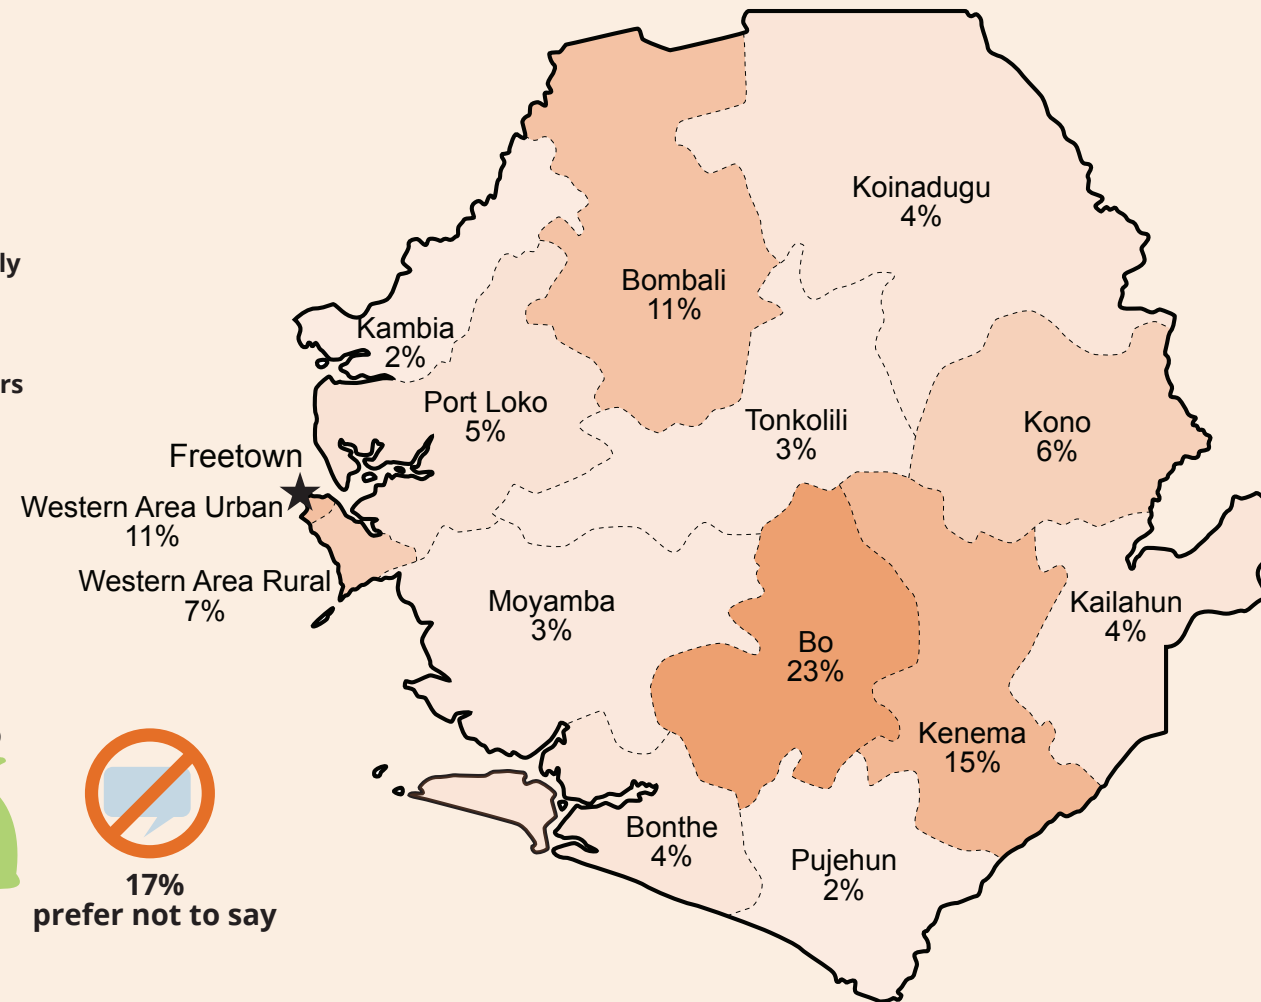 Koinadugu
4%
ly
Bombali
11%
Kambia
2%
rs
Port Loko
5%
Tonkolili
3%
Kono
6%
Freetown
Western Area Urban
11%
Western Area Rural
7%
Moyamba
3%
Kailahun
4%
Bo
23%
Kenema
15%
Bonthe
4%
Pujehun
2%
17%
prefer not to say